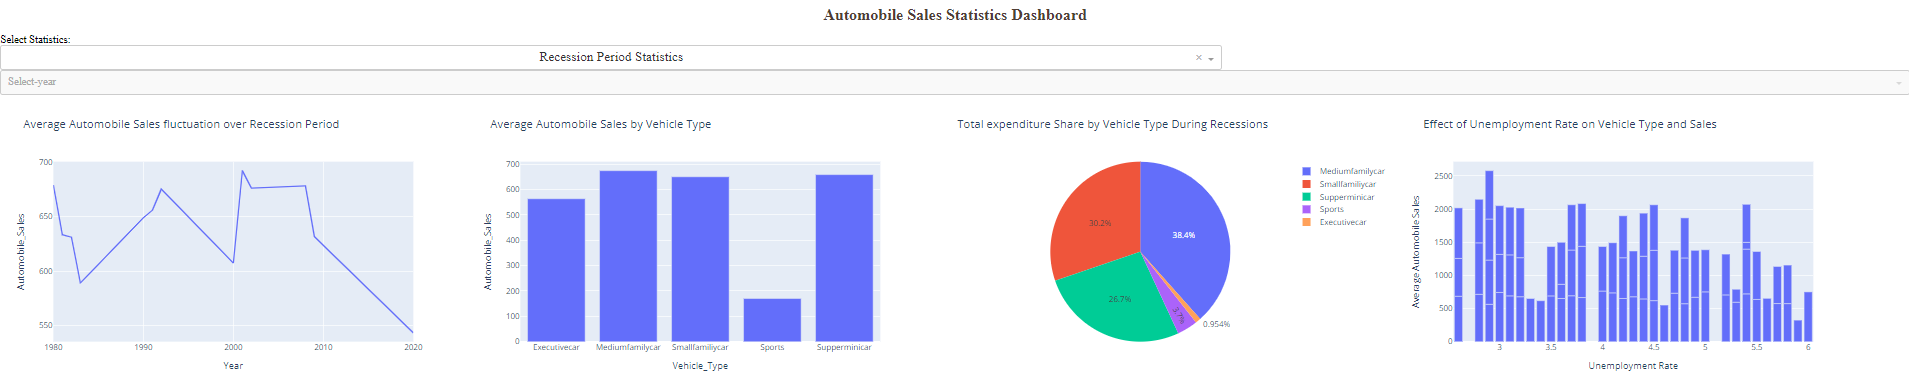 Automobile Sales Statistics Dashboard
Select Statistics:
Recession Period Statistics
×
Select-year
Average Automobile Sales fluctuation over Recession Period
700
650
600
550
Automobile_Sales
1980 1990 2000 2010 2020
Year
Average Automobile Sales by Vehicle Type
700
600
500
400
300
200
100
0
Automobile_Sales
Executivecar Mediumfamilycar Smallfamiliycar Sports Supperminicar
Vehicle_Type
Total expenditure Share by Vehicle Type During Recessions
30.2%
38.4%
26.7%
3.7%
0.954%
Mediumfamilycar
Smallfamiliycar
Supperminicar
Sports
Executivecar
Effect of Unemployment Rate on Vehicle Type and Sales
2500
2000
1500
1000
500
0
Average Automobile Sales
3 3.5 4 4.5 5 5.5 6
Unemployment Rate